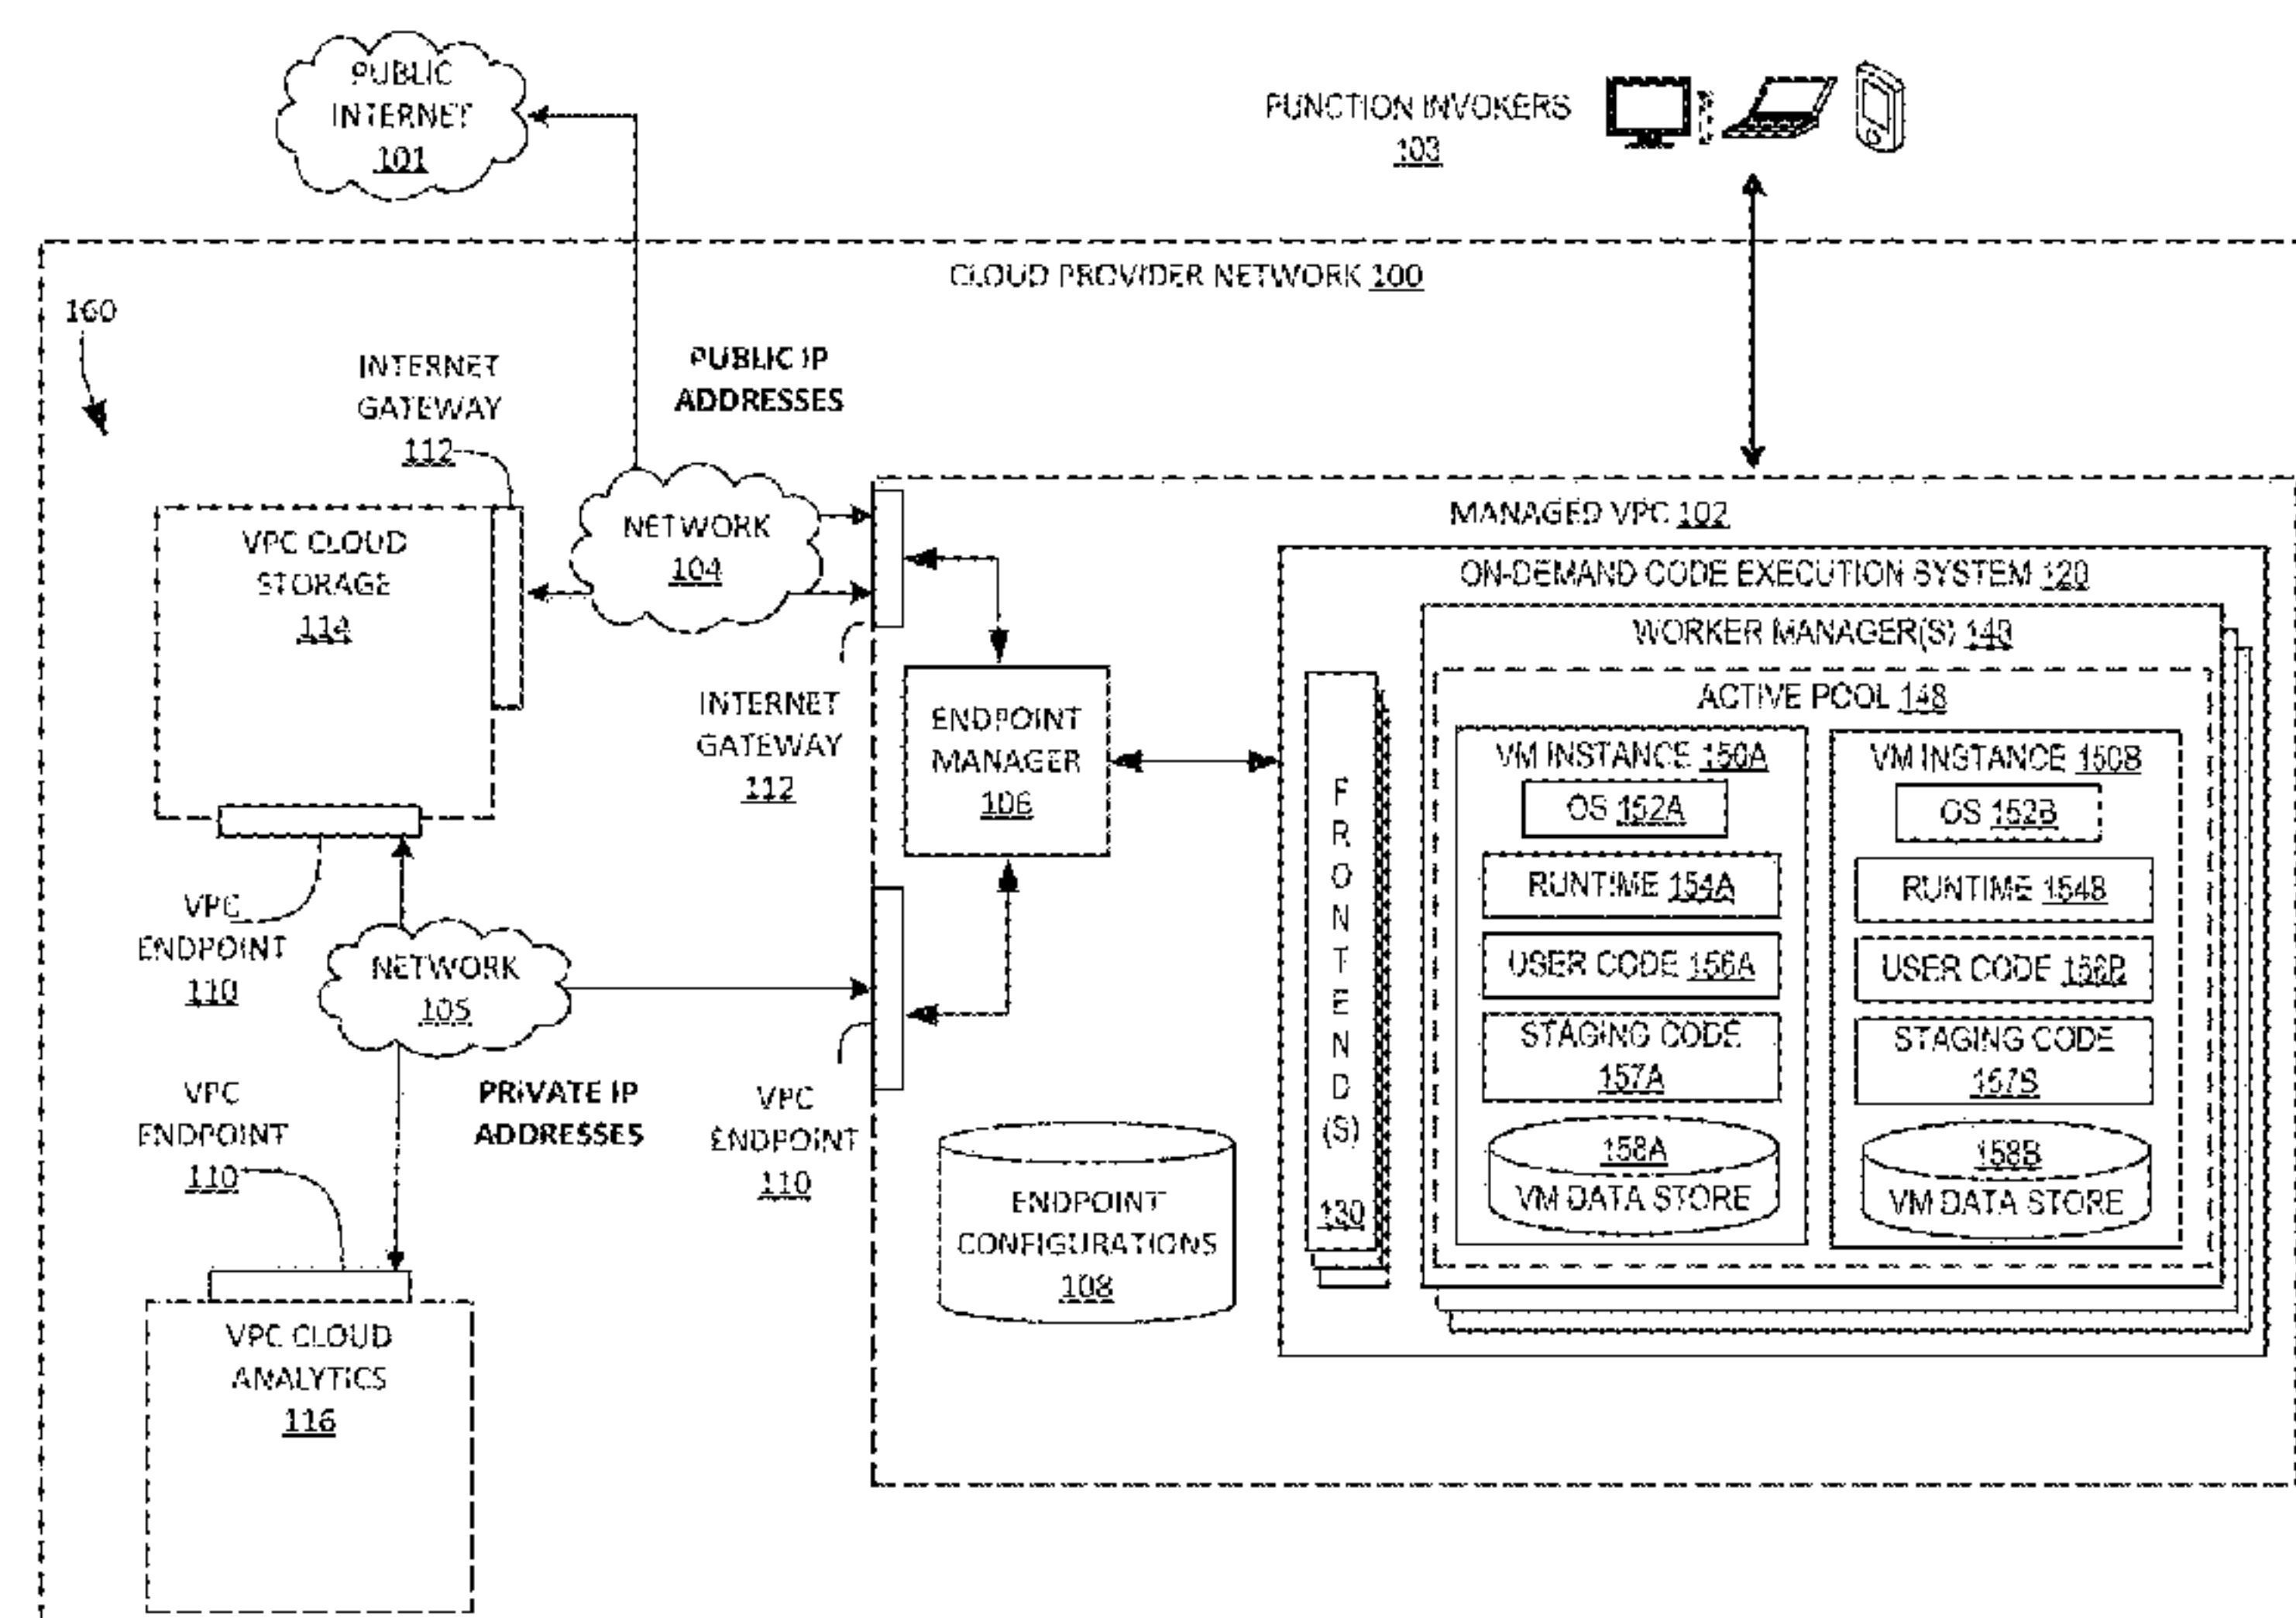 PUBLIC
INTERNET
101
FUNCTION INVOKERS
103
CLOUD PROVIDER NETWORK 100
160
INTERNET
GATEWAY
112
PUBLIC IP
ADDRESSES
VPC CLOUD
STORAGE
114
NETWORK
104
INTERNET
GATEWAY
112
VPC
ENDPOINT
110
NETWORK
105
PRIVATE IP
ADDRESSES
VPC
ENDPOINT
110
VPC
ENDPOINT
110
VPC CLOUD
ANALYTICS
116
MANAGED VPC 102
ENDPOINT
MANAGER
106
ENDPOINT
CONFIGURATIONS
108
ON-DEMAND CODE EXECUTION SYSTEM 120
FRONTEND(S)
130
WORKER MANAGER(S) 140
ACTIVE POOL 148
VM INSTANCE 150A
OS 152A
RUNTIME 154A
USER CODE 156A
STAGING CODE
157A
158A
VM DATA STORE
VM INSTANCE 150B
OS 152B
RUNTIME 154B
USER CODE 156B
STAGING CODE
157B
158B
VM DATA STORE